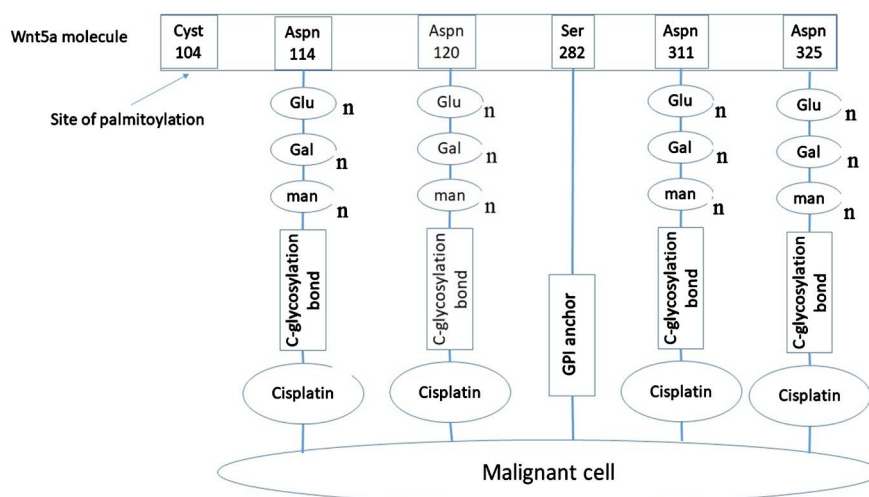 Wnt5a molecule
Cyst
104
Aspn
114
Aspn
120
Ser
282
Aspn
311
Aspn
325
Site of palmitoylation
Glu n
Gal n
man n
C-glycosylation
bond
Cisplatin
Glu n
Gal n
man n
C-glycosylation
bond
Cisplatin
GPI anchor
Glu n
Gal n
man n
C-glycosylation
bond
Cisplatin
Glu n
Gal n
man n
C-glycosylation
bond
Cisplatin
Malignant cell